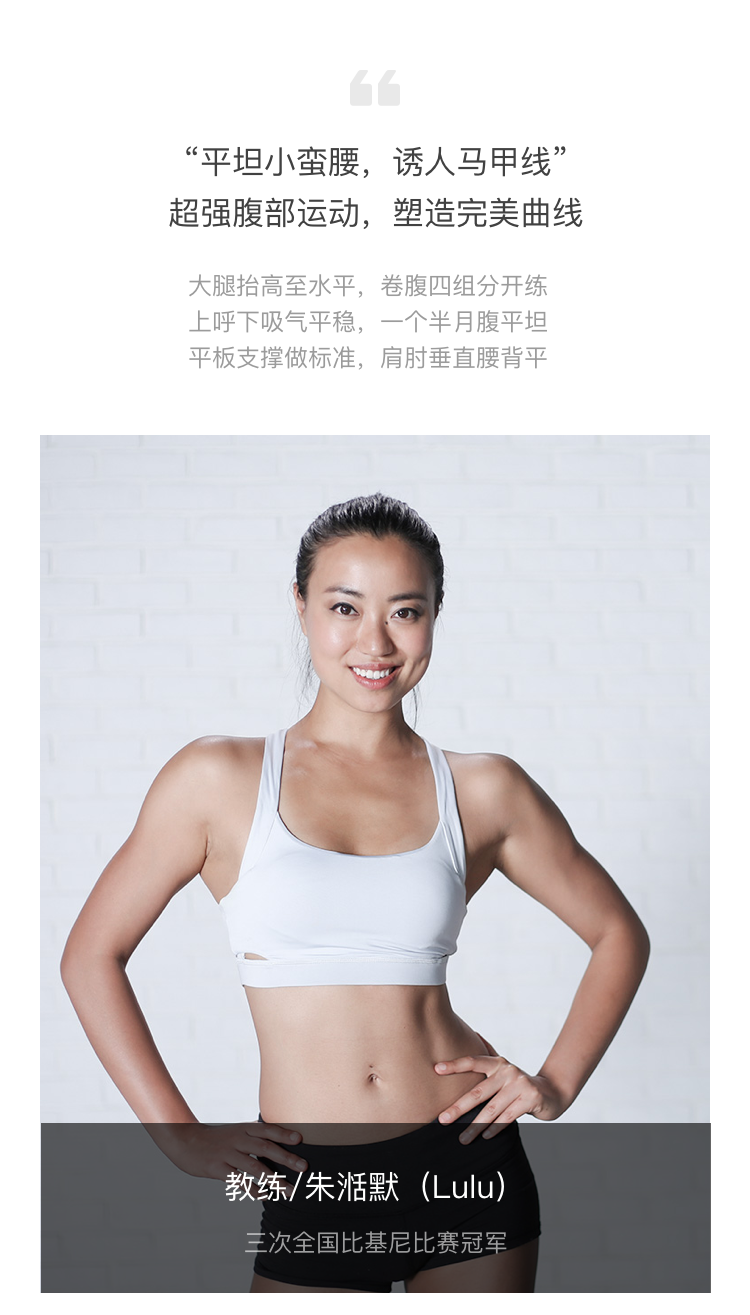 “平坦小蛮腰，诱人马甲线”
超强腹部运动，塑造完美曲线
大腿抬高至水平，卷腹四组分开练
上呼下吸气平稳，一个半月腹平坦
平板支撑做标准，肩肘垂直腰背平
教练/朱湉默（Lulu）
三次全国比基尼比赛冠军